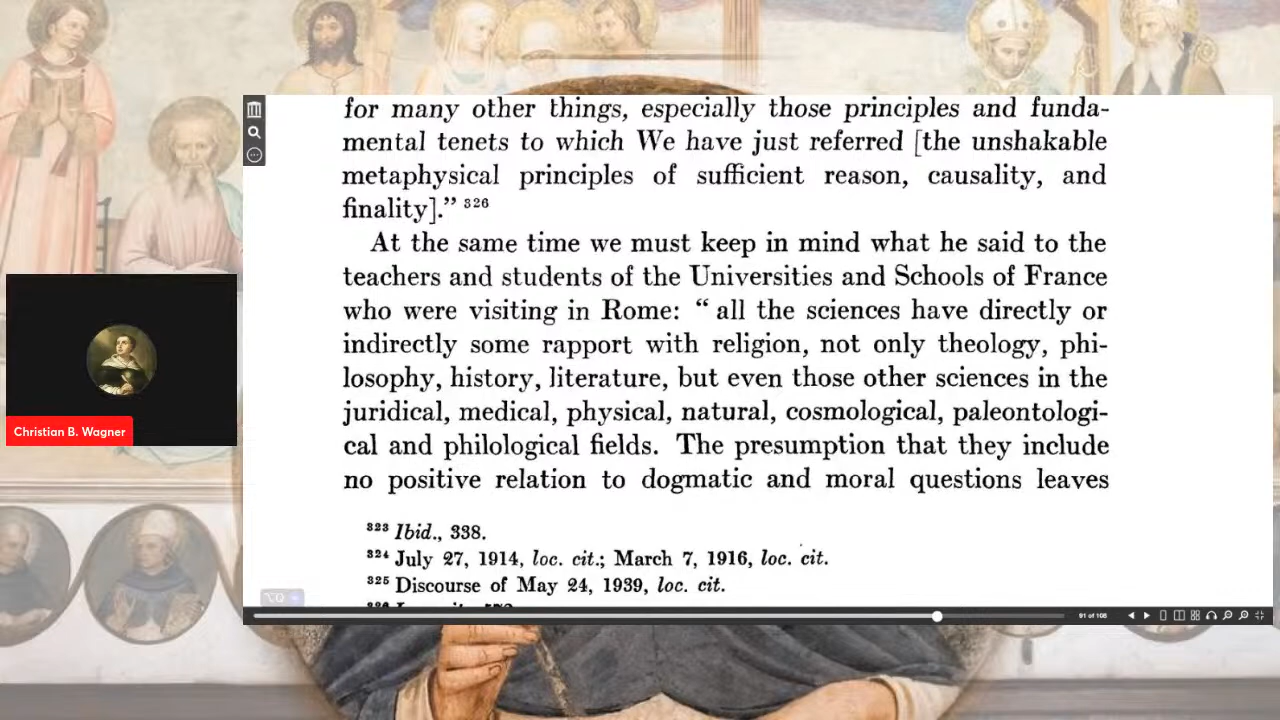 for many other things, especially those principles and funda-
mental tenets to which We have just referred [the unshakable
metaphysical principles of sufficient reason, causality, and
finality].” ³²⁶
At the same time we must keep in mind what he said to the
teachers and students of the Universities and Schools of France
who were visiting in Rome: “ all the sciences have directly or
indirectly some rapport with religion, not only theology, phi-
losophy, history, literature, but even those other sciences in the
juridical, medical, physical, natural, cosmological, paleontologi-
cal and philological fields. The presumption that they include
no positive relation to dogmatic and moral questions leaves
³²³ Ibid., 338.
³²⁴ July 27, 1914, loc. cit.; March 7, 1916, loc. cit.
³²⁵ Discourse of May 24, 1939, loc. cit.
91 of 108
Christian B. Wagner